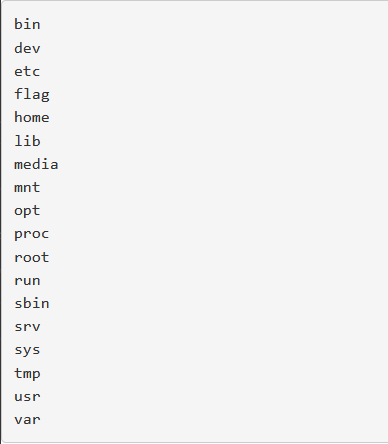 bin
dev
etc
flag
home
lib
media
mnt
opt
proc
root
run
sbin
srv
sys
tmp
usr
var